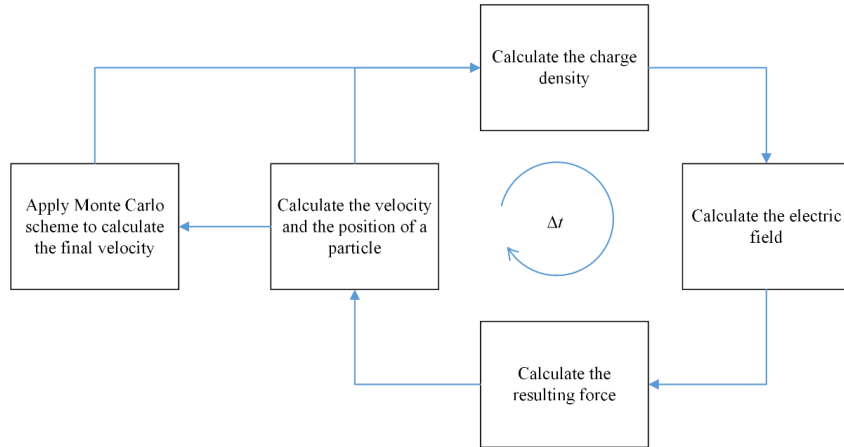 Calculate the charge
density
Apply Monte Carlo
scheme to calculate
the final velocity
Calculate the velocity
and the position of a
particle
Δt
Calculate the electric
field
Calculate the
resulting force